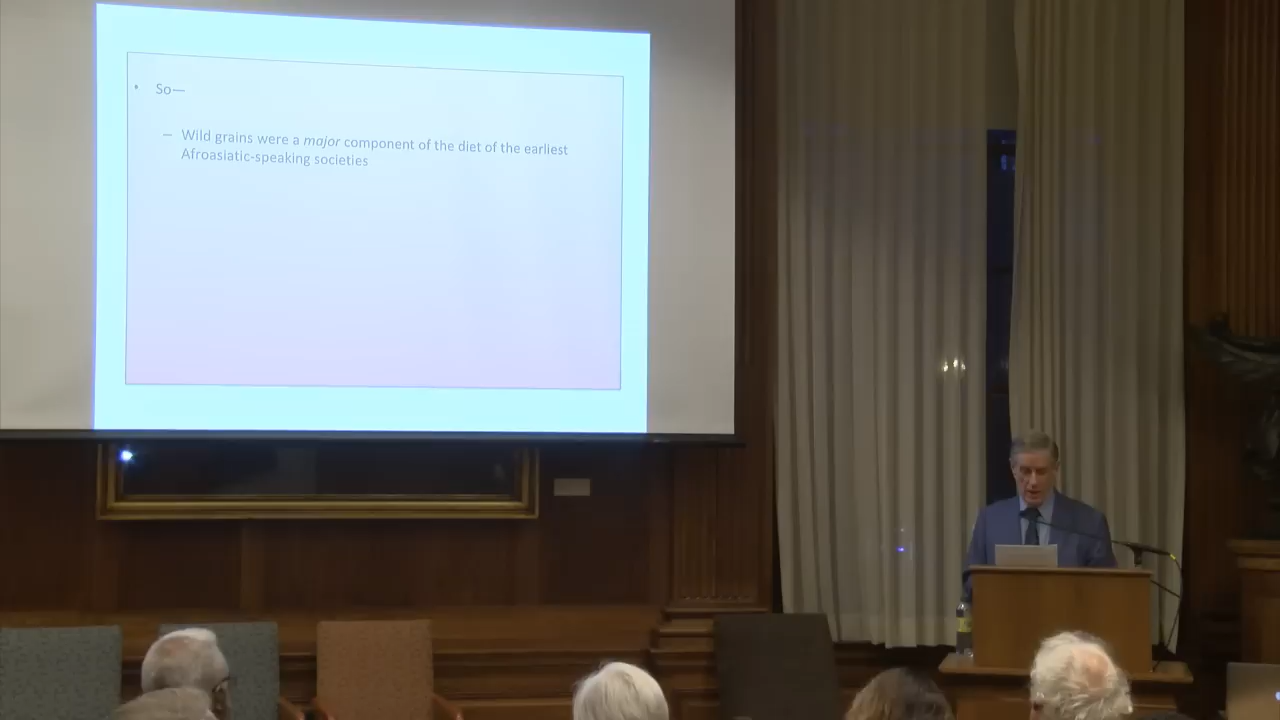 • So—
– Wild grains were a major component of the diet of the earliest
Afroasiatic-speaking societies